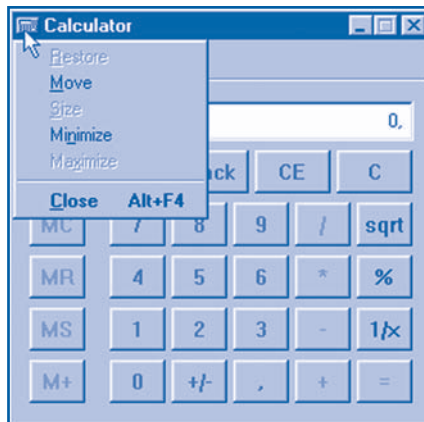 Calculator
Restore
Move
Size
Minimize
Maximize
Close Alt+F4
0,
ck CE C
MC 7 8 9 / sqrt
MR 4 5 6 * %
MS 1 2 3 - 1/x
M+ 0 +/- , + =